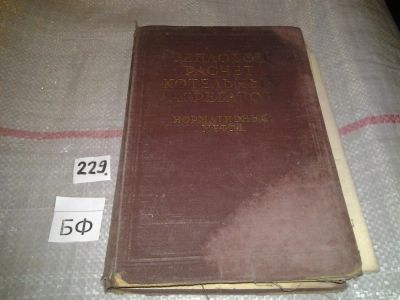 ТЕПЛОВОЙ
РАСЧЕТ
КОТЕЛЬНЫХ
АГРЕГАТОВ
НОРМАТИВНЫЙ
МЕТОД
229.
БФ